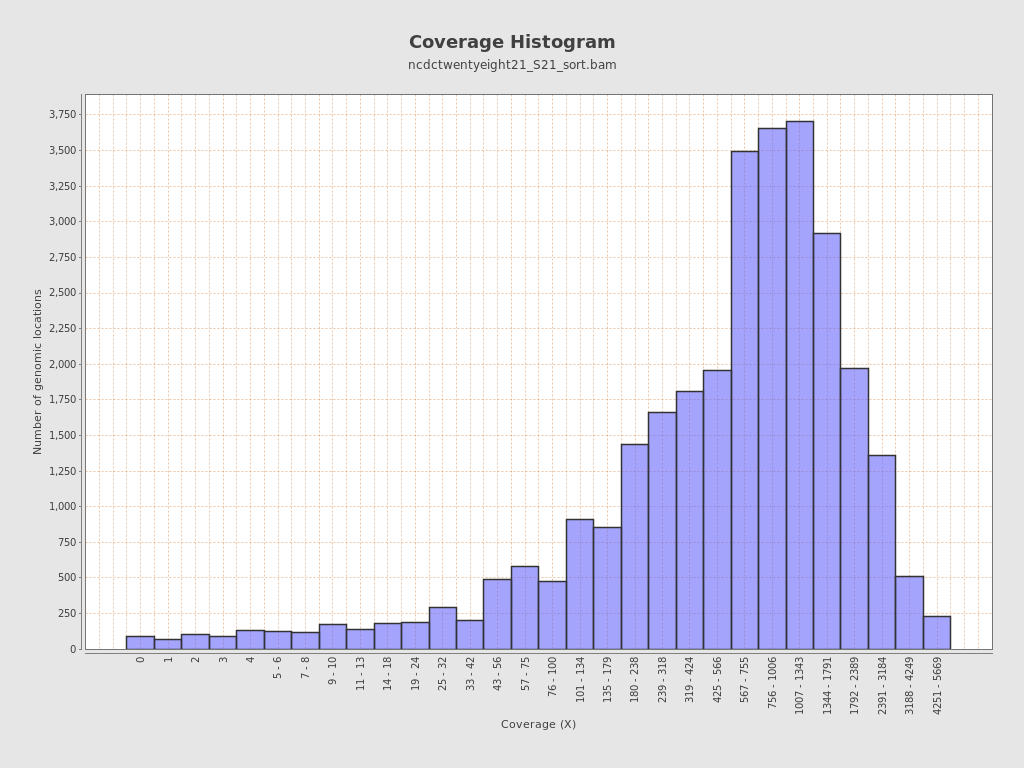 Coverage Histogram
ncdctwentyeight21_S21_sort.bam
Number of genomic locations
3,750
3,500
3,250
3,000
2,750
2,500
2,250
2,000
1,750
1,500
1,250
1,000
750
500
250
0
0
1
2
3
4
5 - 6
7 - 8
9 - 10
11 - 13
14 - 18
19 - 24
25 - 32
33 - 42
43 - 56
57 - 75
76 - 100
101 - 134
135 - 179
180 - 238
239 - 318
319 - 424
425 - 566
567 - 755
756 - 1006
1007 - 1343
1344 - 1791
1792 - 2389
2391 - 3184
3188 - 4249
4251 - 5669
Coverage (X)